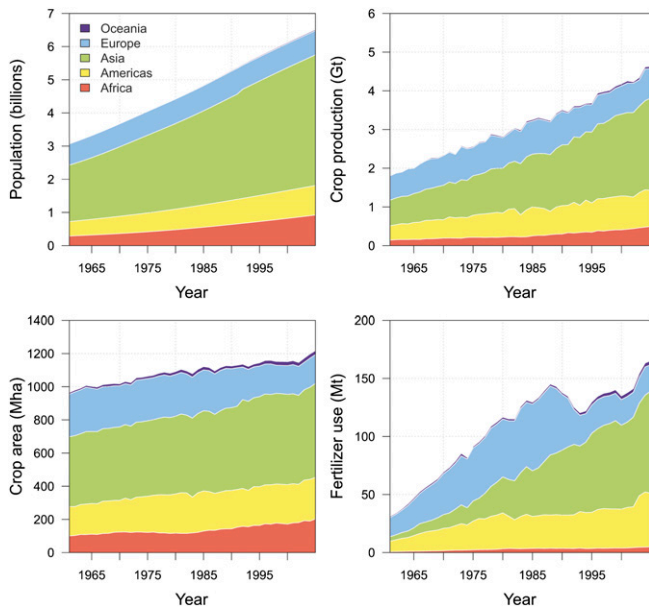 Oceania
Europe
Asia
Americas
Africa
Population (billions)
7
6
5
4
3
2
1
0
1965 1975 1985 1995
Year
Crop production (Gt)
6
5
4
3
2
1
0
1965 1975 1985 1995
Year
Crop area (Mha)
1400
1200
1000
800
600
400
200
0
1965 1975 1985 1995
Year
Fertilizer use (Mt)
200
150
100
50
0
1965 1975 1985 1995
Year